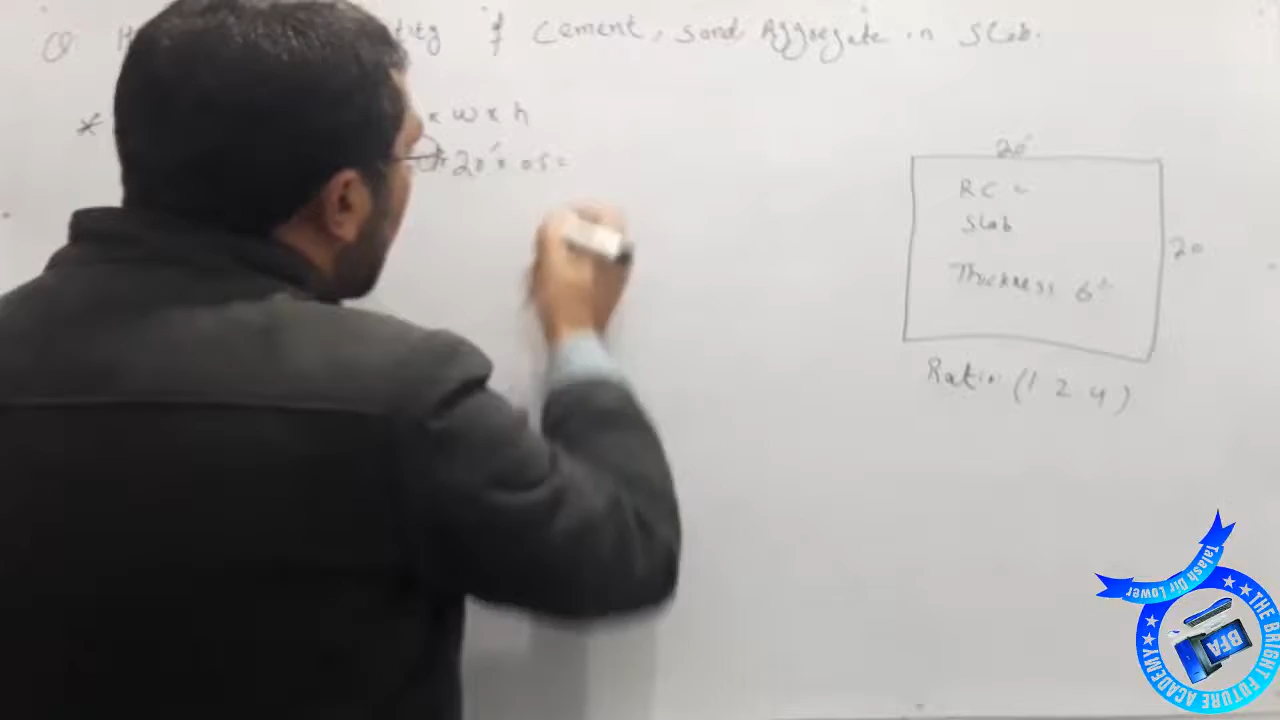 Q H
tity of Cement, sand Aggregate in Slab.
* x w x h
20' x 0.5 =
20'
RCC
Slab
20
Thickness 6"
Ratio (1 2 4)
Talash Dir Lower
BFA
THE BRIGHT FUTURE ACADEMY